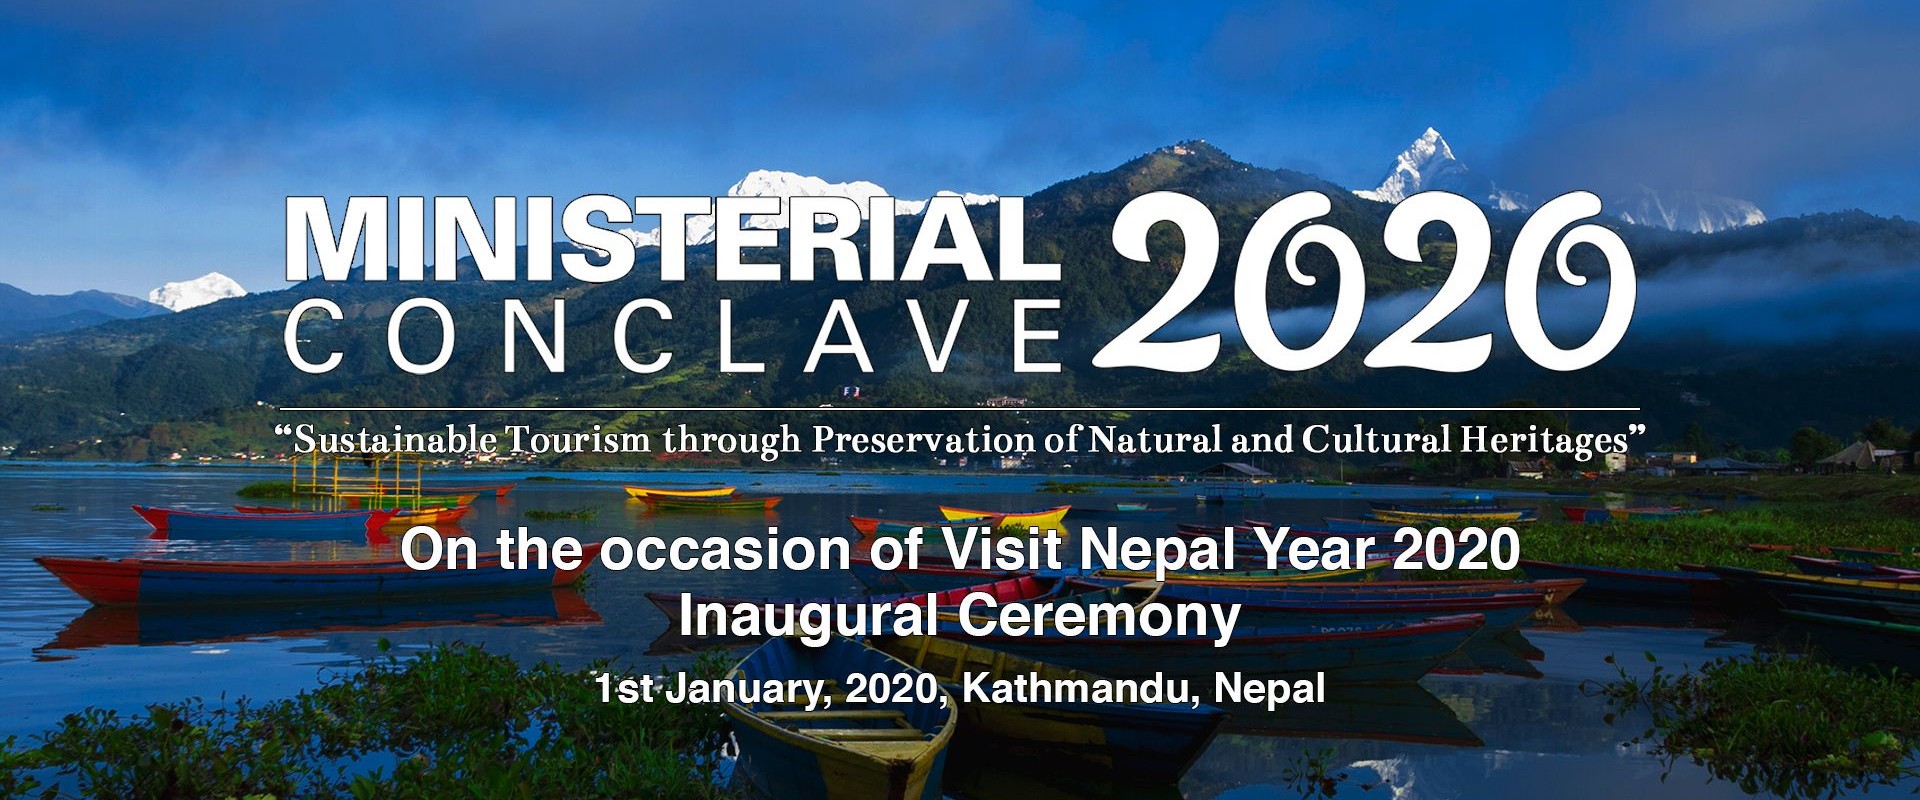 MINISTERIAL
CONCLAVE 2020
“Sustainable Tourism through Preservation of Natural and Cultural Heritages”
On the occasion of Visit Nepal Year 2020
Inaugural Ceremony
1st January, 2020, Kathmandu, Nepal